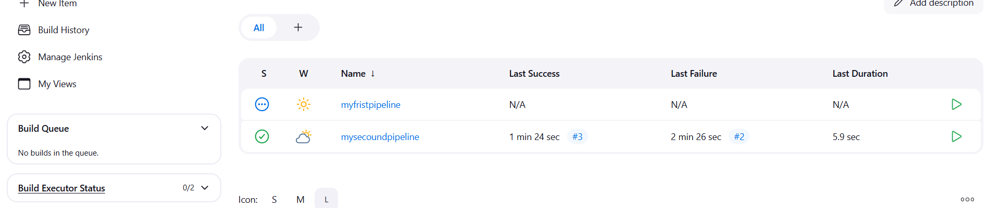 New Item
Build History
Manage Jenkins
My Views
Build Queue
No builds in the queue.
Build Executor Status 0/2
Add description
All +
S W Name ↓ Last Success Last Failure Last Duration
myfristpipeline N/A N/A N/A
mysecoundpipeline 1 min 24 sec #3 2 min 26 sec #2 5.9 sec
Icon: S M L